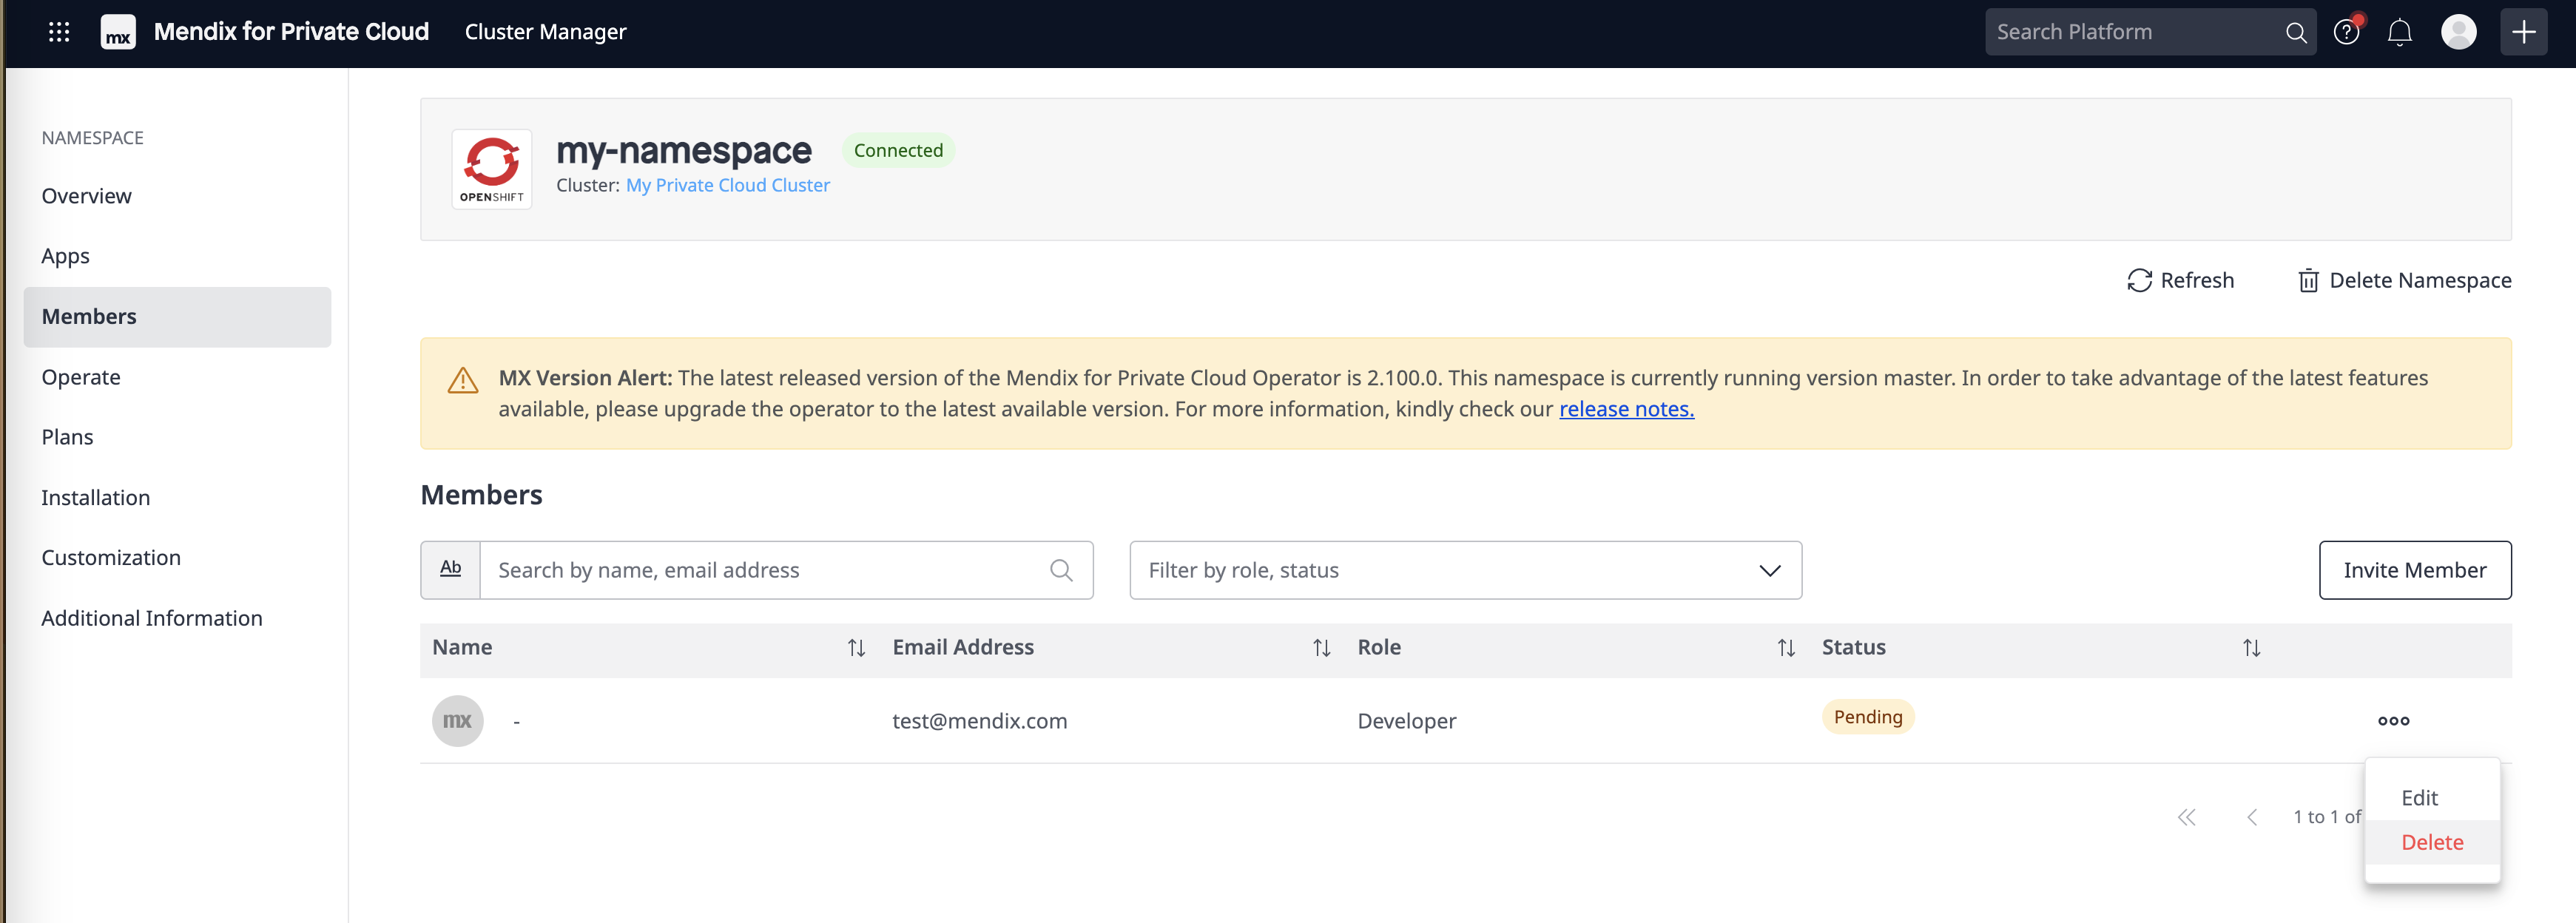 mx Mendix for Private Cloud Cluster Manager Search Platform
NAMESPACE
Overview
Apps
Members
Operate
Plans
Installation
Customization
Additional Information
OPENSHIFT
my-namespace Connected
Cluster: My Private Cloud Cluster
Refresh Delete Namespace
MX Version Alert: The latest released version of the Mendix for Private Cloud Operator is 2.100.0. This namespace is currently running version master. In order to take advantage of the latest features
available, please upgrade the operator to the latest available version. For more information, kindly check our release notes.
Members
Ab Search by name, email address Filter by role, status Invite Member
Name Email Address Role Status
mx - test@mendix.com Developer Pending
1 to 1 of
Edit
Delete